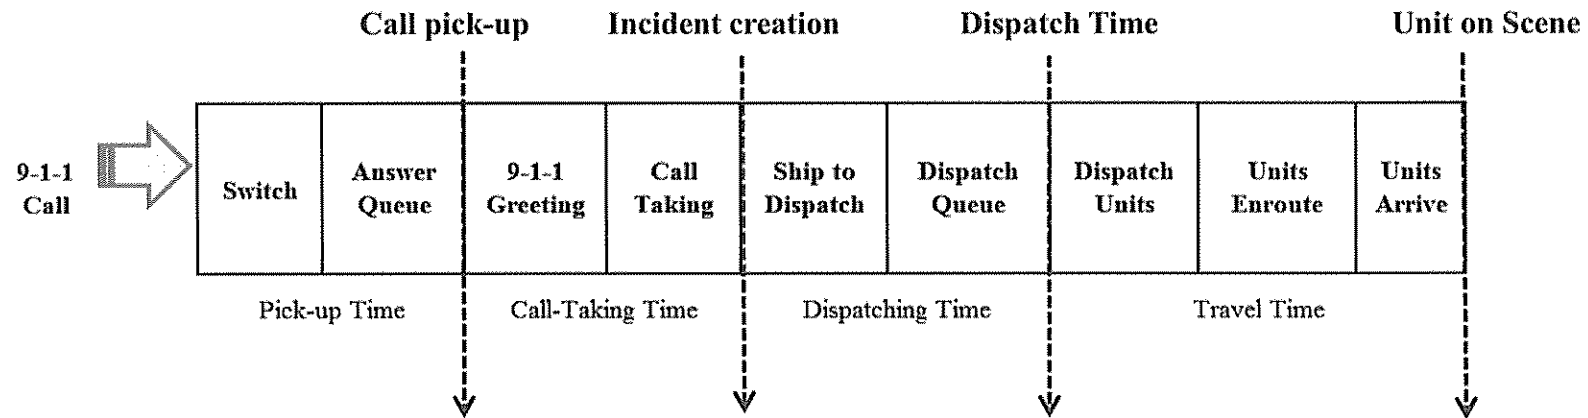 Call pick-up
Incident creation
Dispatch Time
Unit on Scene
9-1-1
Call
Switch
Answer
Queue
9-1-1
Greeting
Call
Taking
Ship to
Dispatch
Dispatch
Queue
Dispatch
Units
Units
Enroute
Units
Arrive
Pick-up Time
Call-Taking Time
Dispatching Time
Travel Time